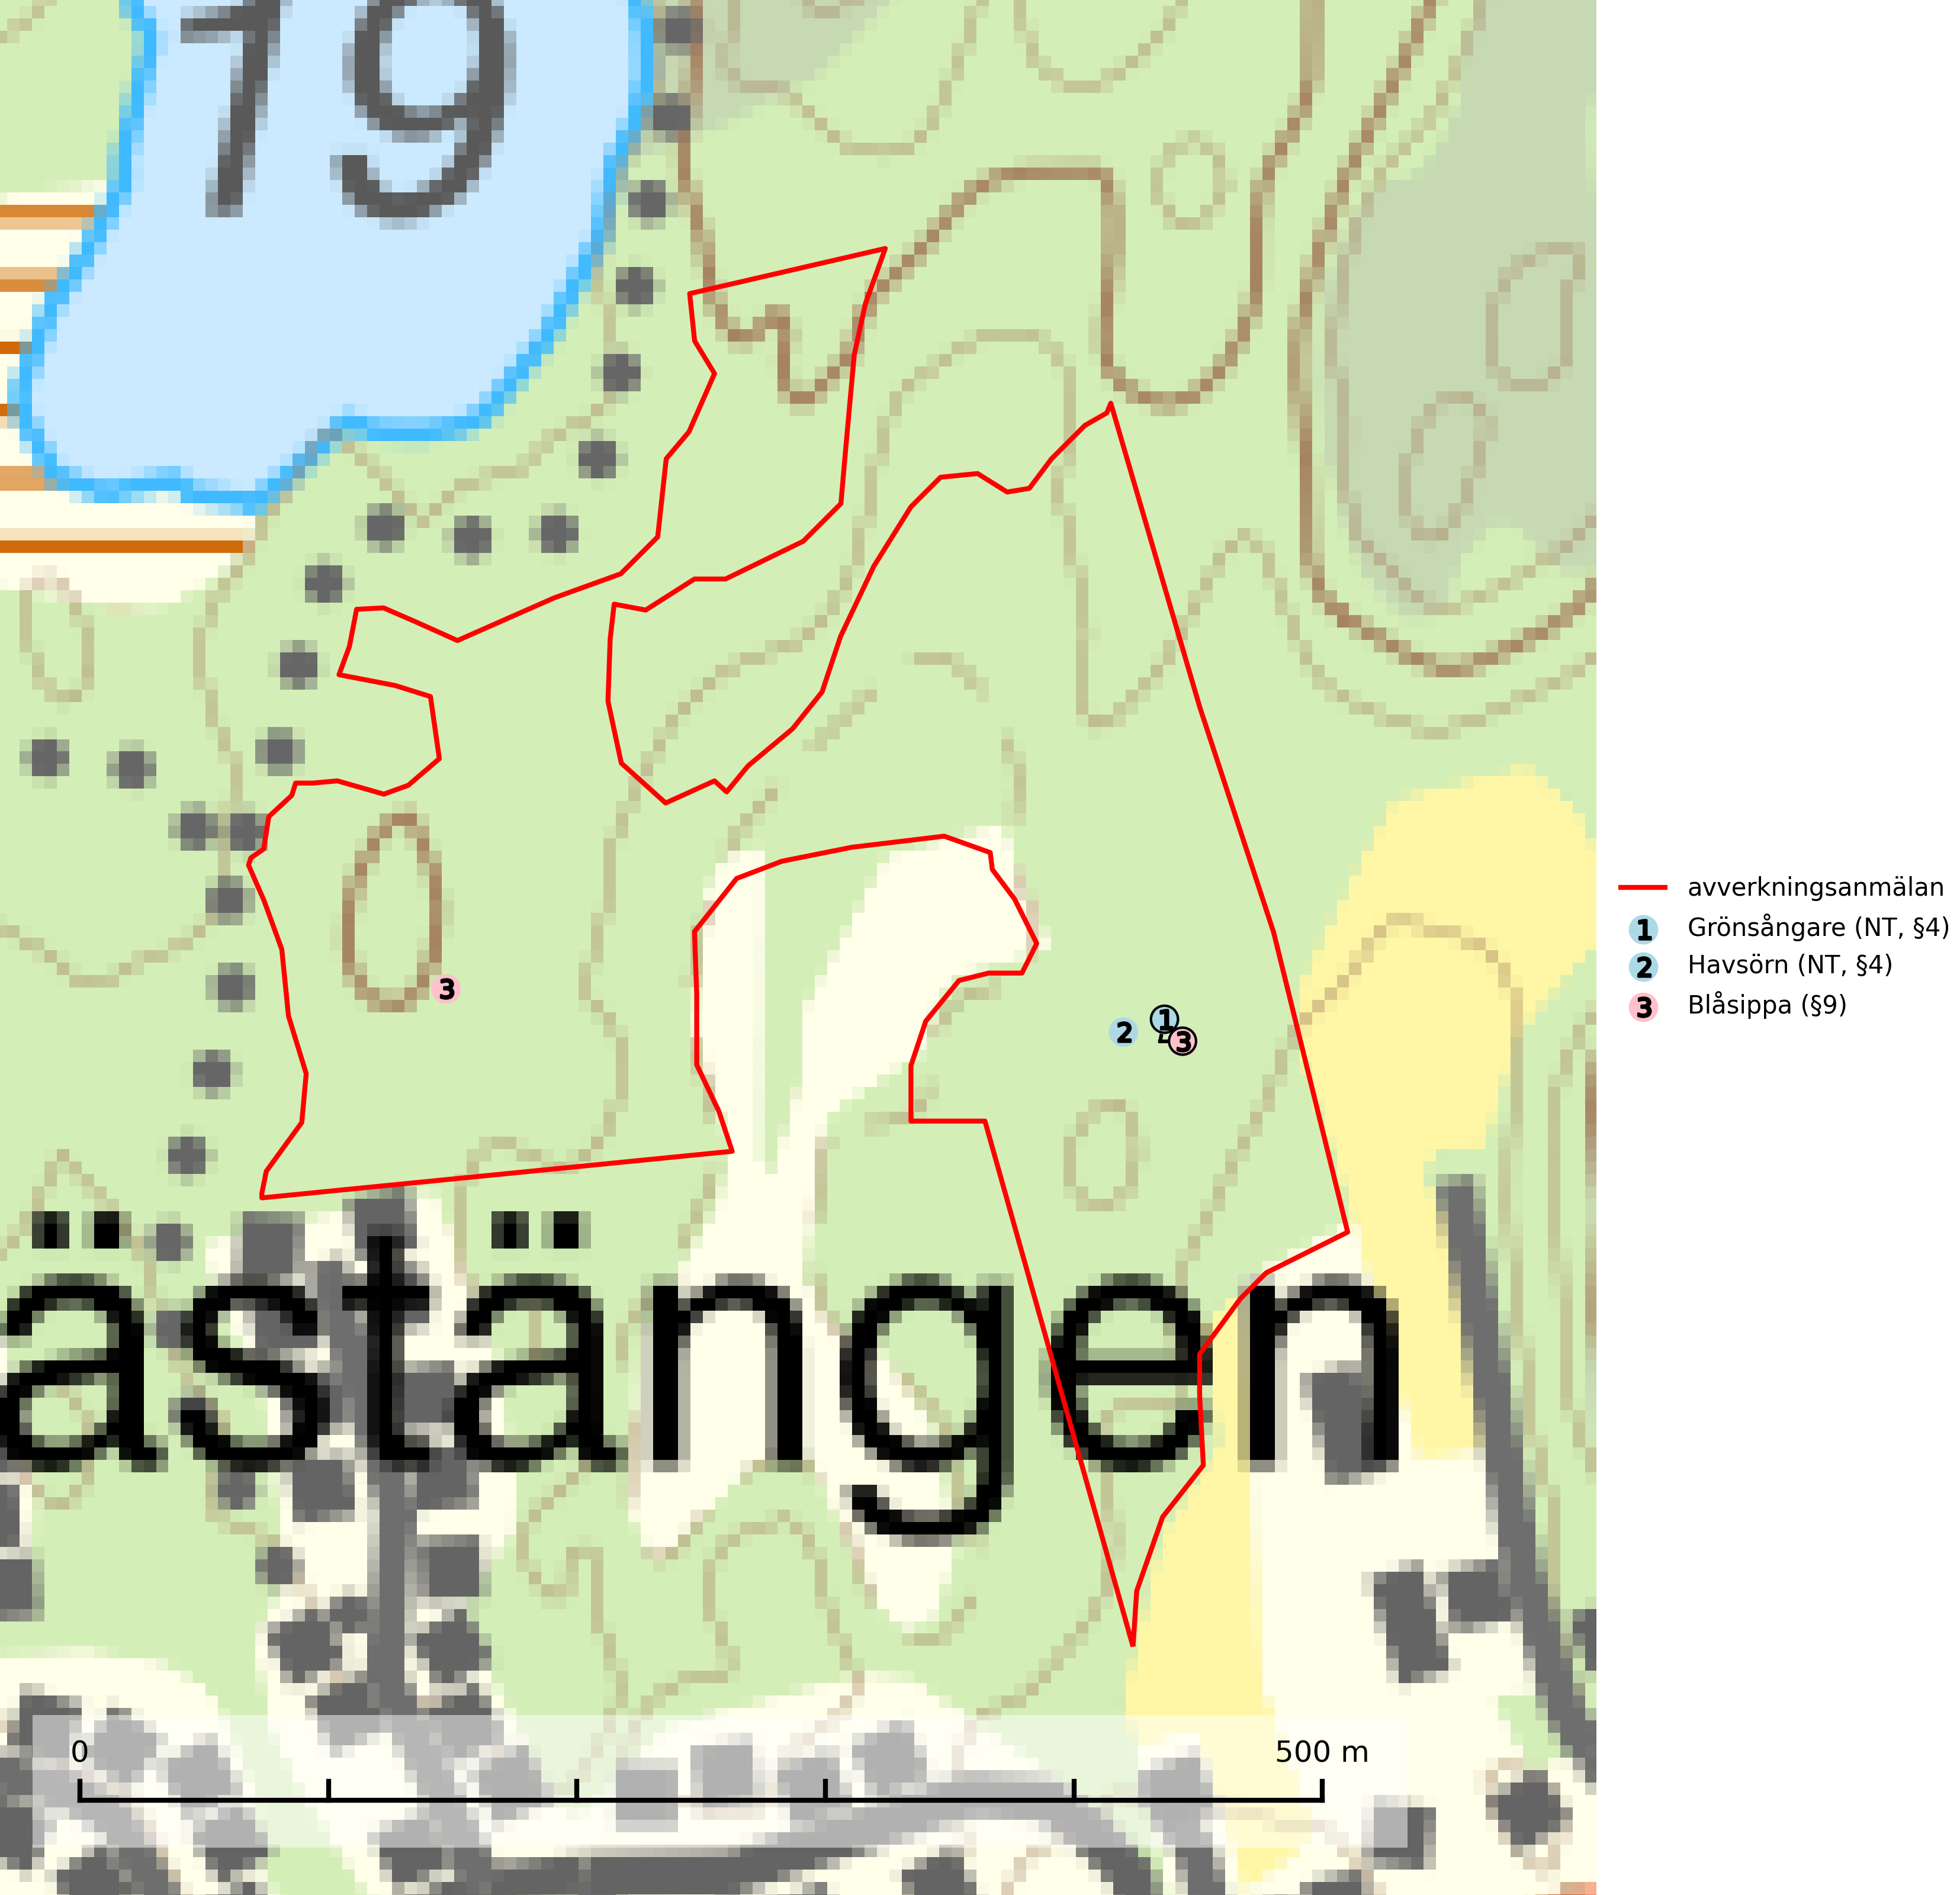 19
avverkningsanmälan
1 Grönsångare (NT, §4)
2 Havsörn (NT, §4)
3 Blåsippa (§9)
3
2 1 3
ästängen
0 500 m